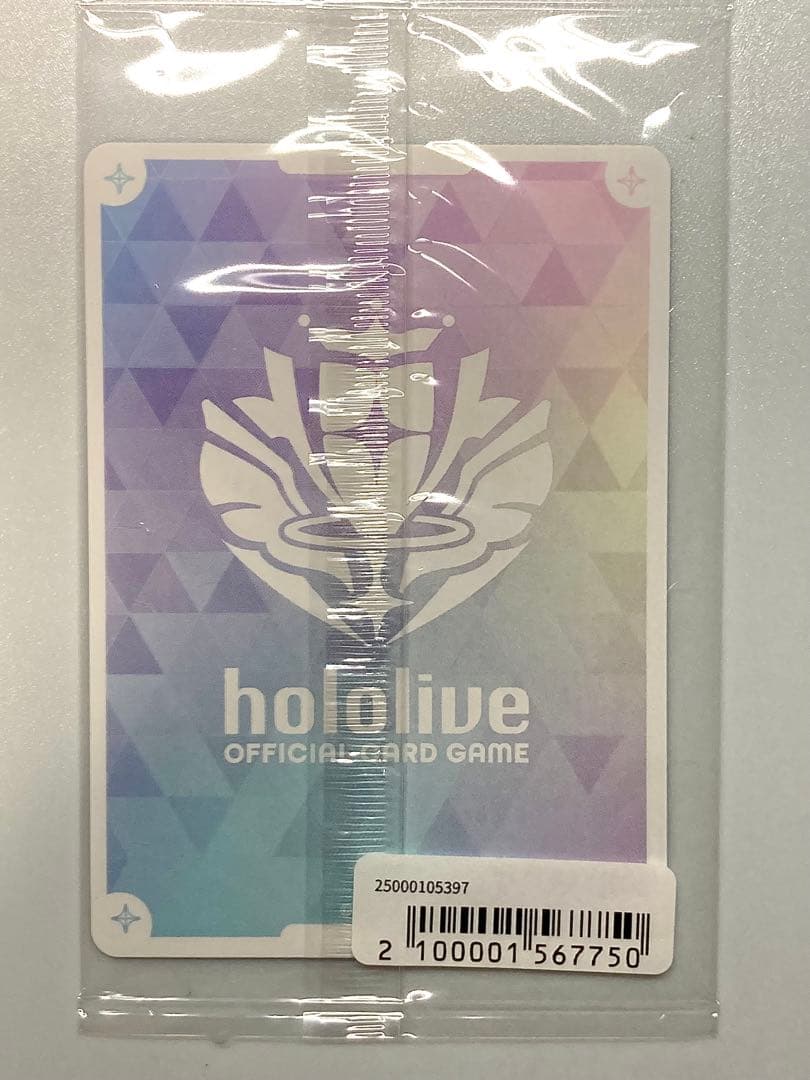 hololive
OFFICIAL CARD GAME
25000105397
2 100001 567750